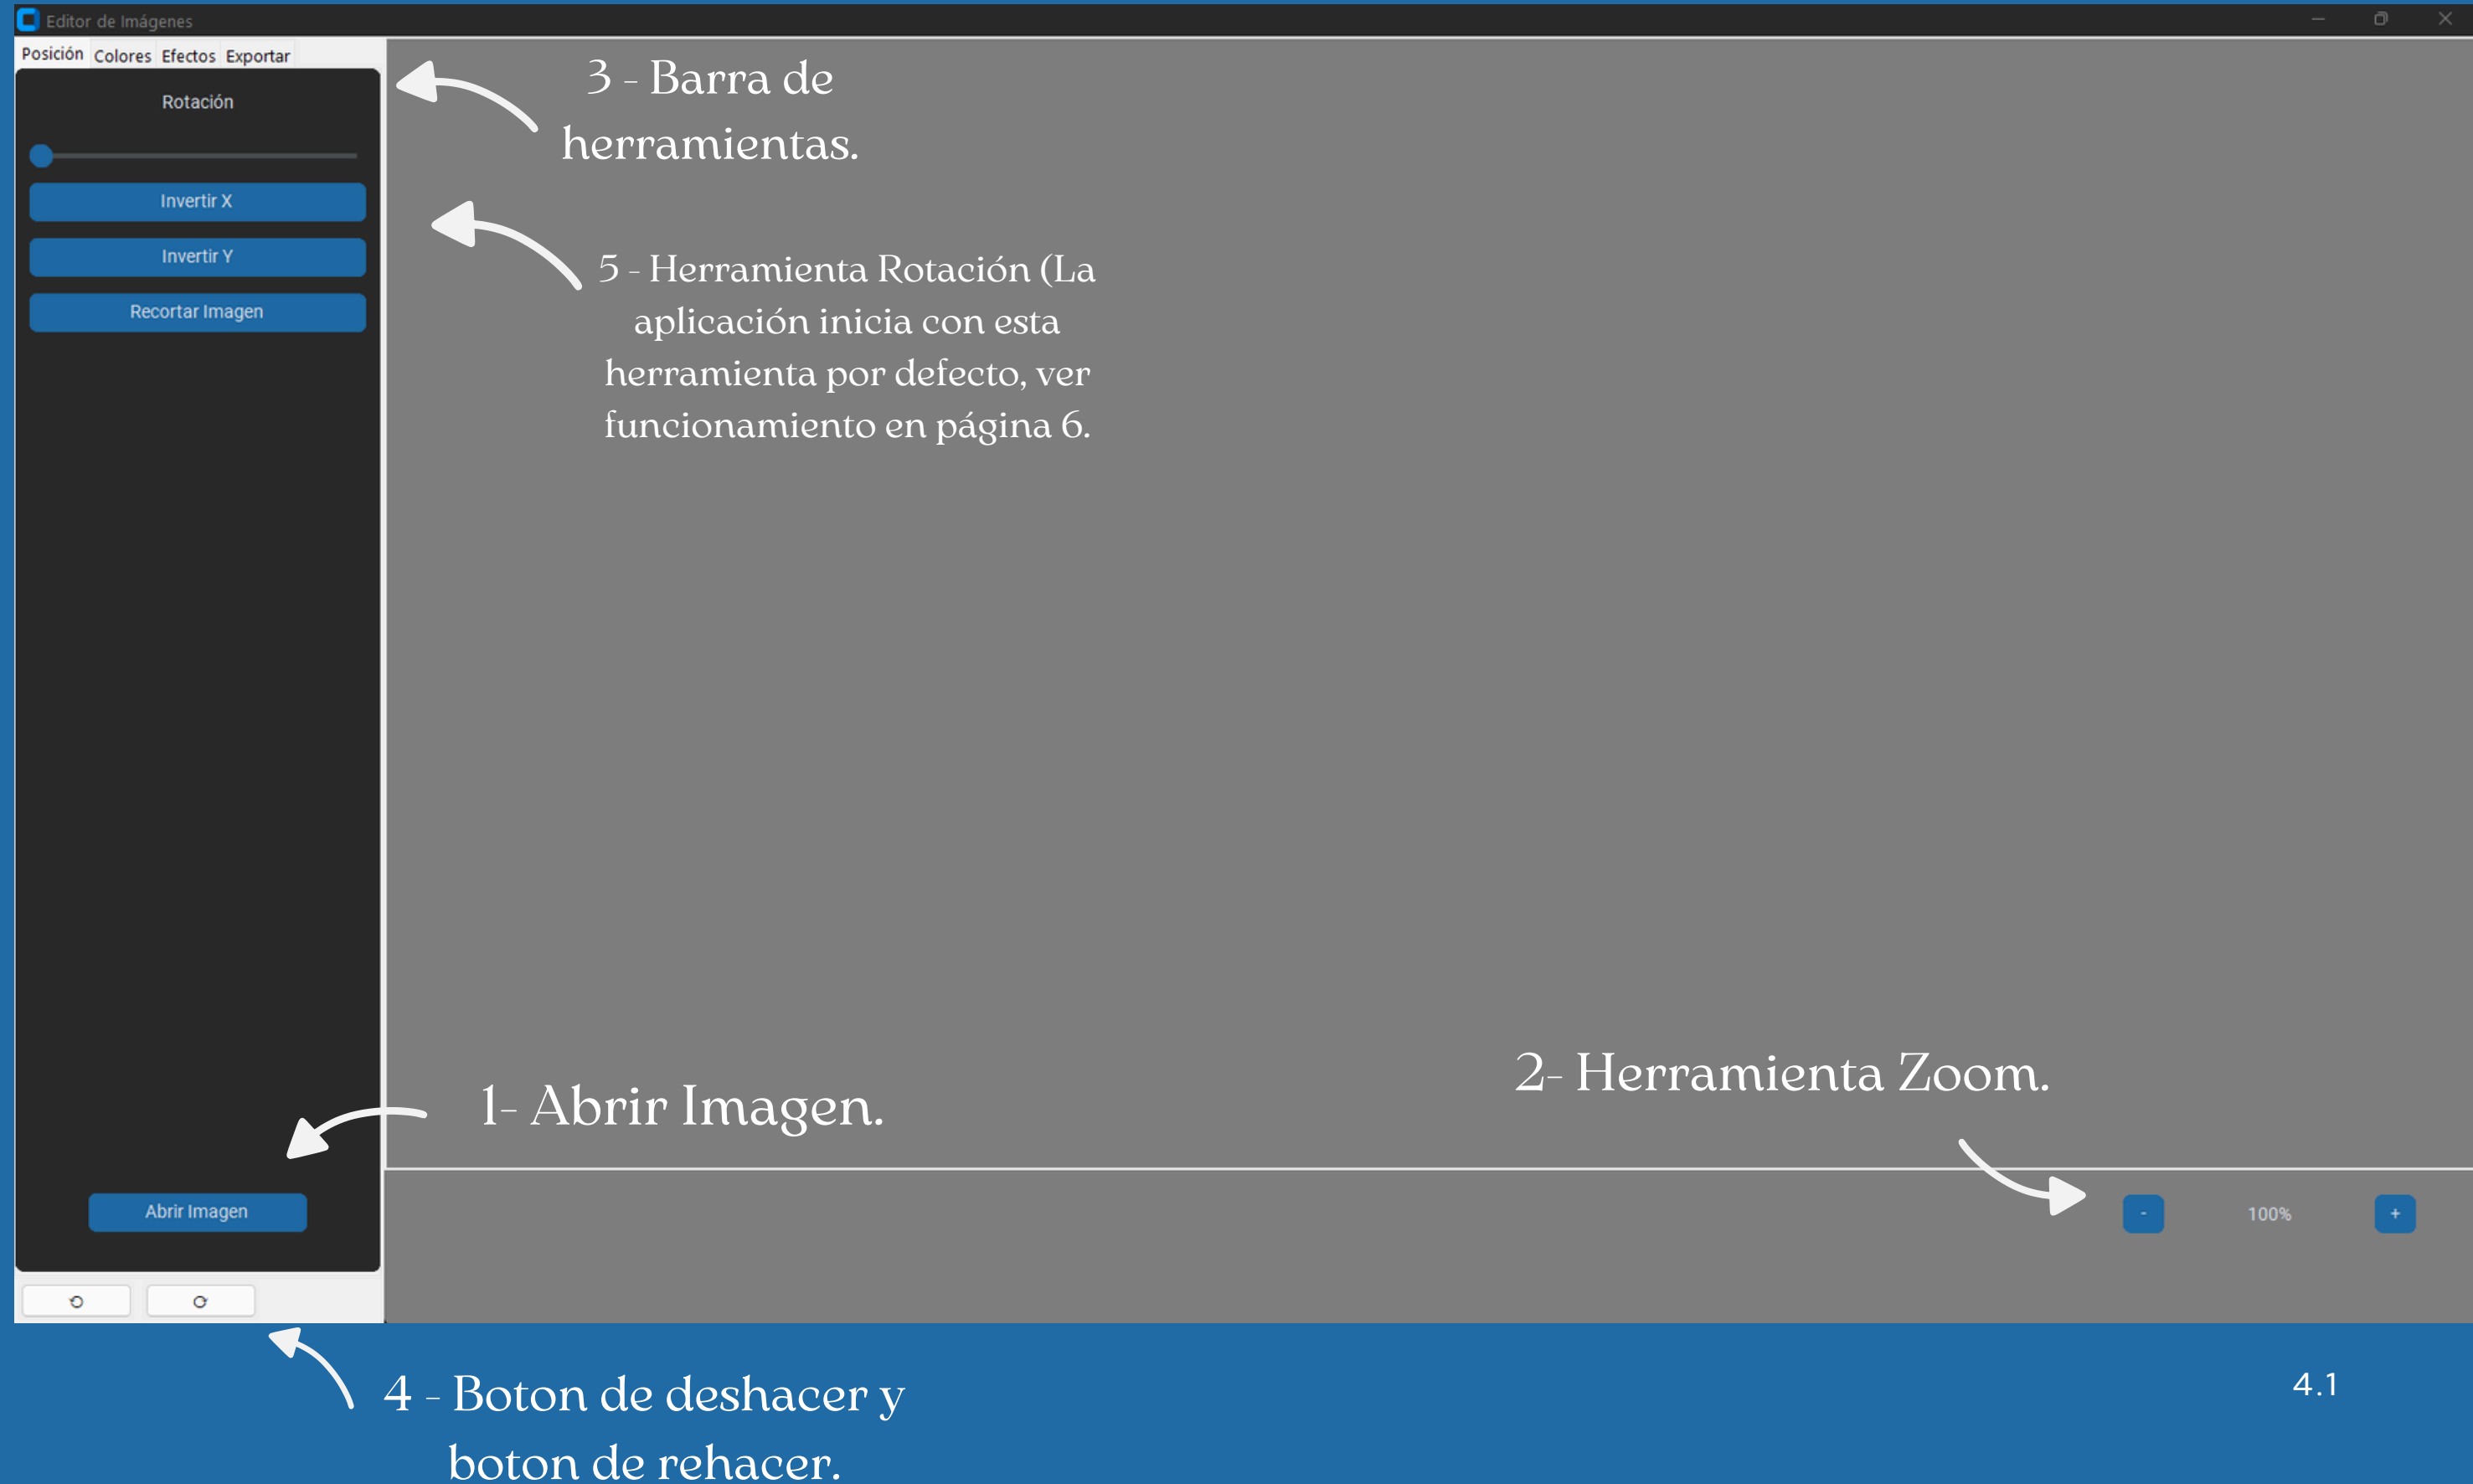 Editor de Imágenes
Posición Colores Efectos Exportar
Rotación
Invertir X
Invertir Y
Recortar Imagen
3 - Barra de
herramientas.
5 - Herramienta Rotación (La
aplicación inicia con esta
herramienta por defecto, ver
funcionamiento en página 6.
1- Abrir Imagen.
2- Herramienta Zoom.
Abrir Imagen
- 100% +
4 - Boton de deshacer y
boton de rehacer.
4.1